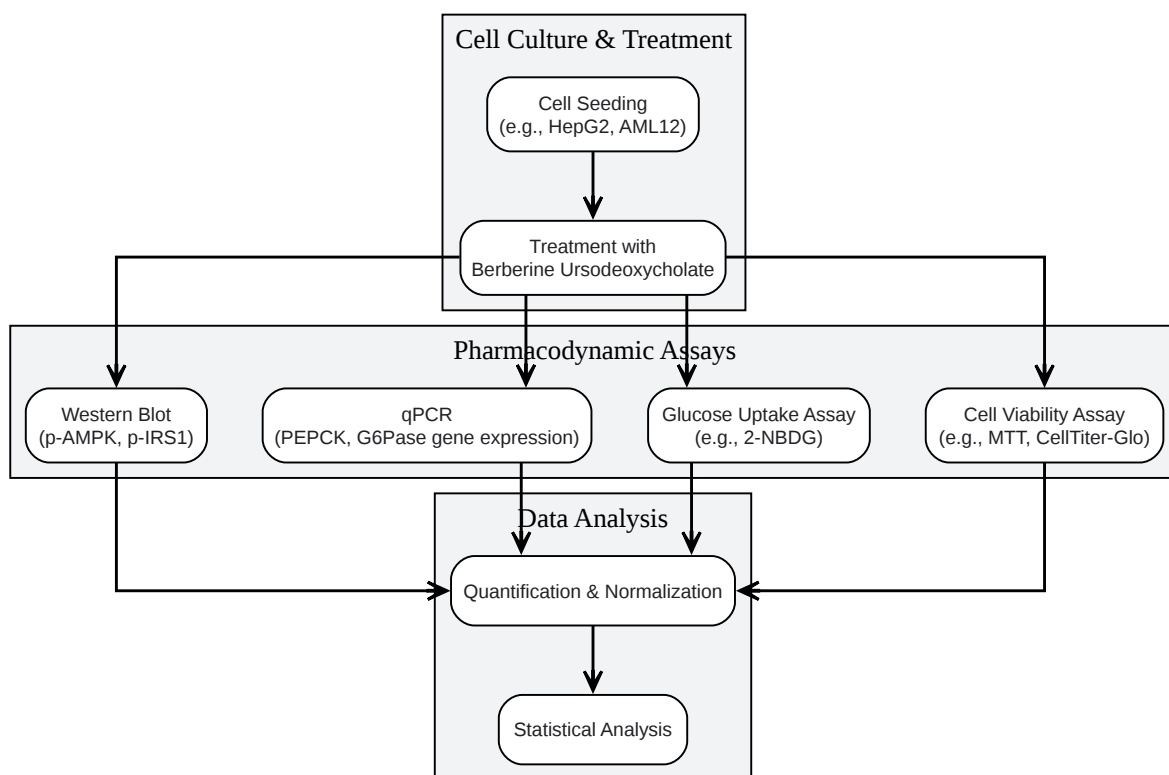 Cell Culture & Treatment
Cell Seeding
(e.g., HepG2, AML12)
Treatment with
Berberine Ursodeoxycholate
Pharmacodynamic Assays
Western Blot
(p-AMPK, p-IRS1)
qPCR
(PEPCK, G6Pase gene expression)
Glucose Uptake Assay
(e.g., 2-NBDG)
Cell Viability Assay
(e.g., MTT, CellTiter-Glo)
Data Analysis
Quantification & Normalization
Statistical Analysis